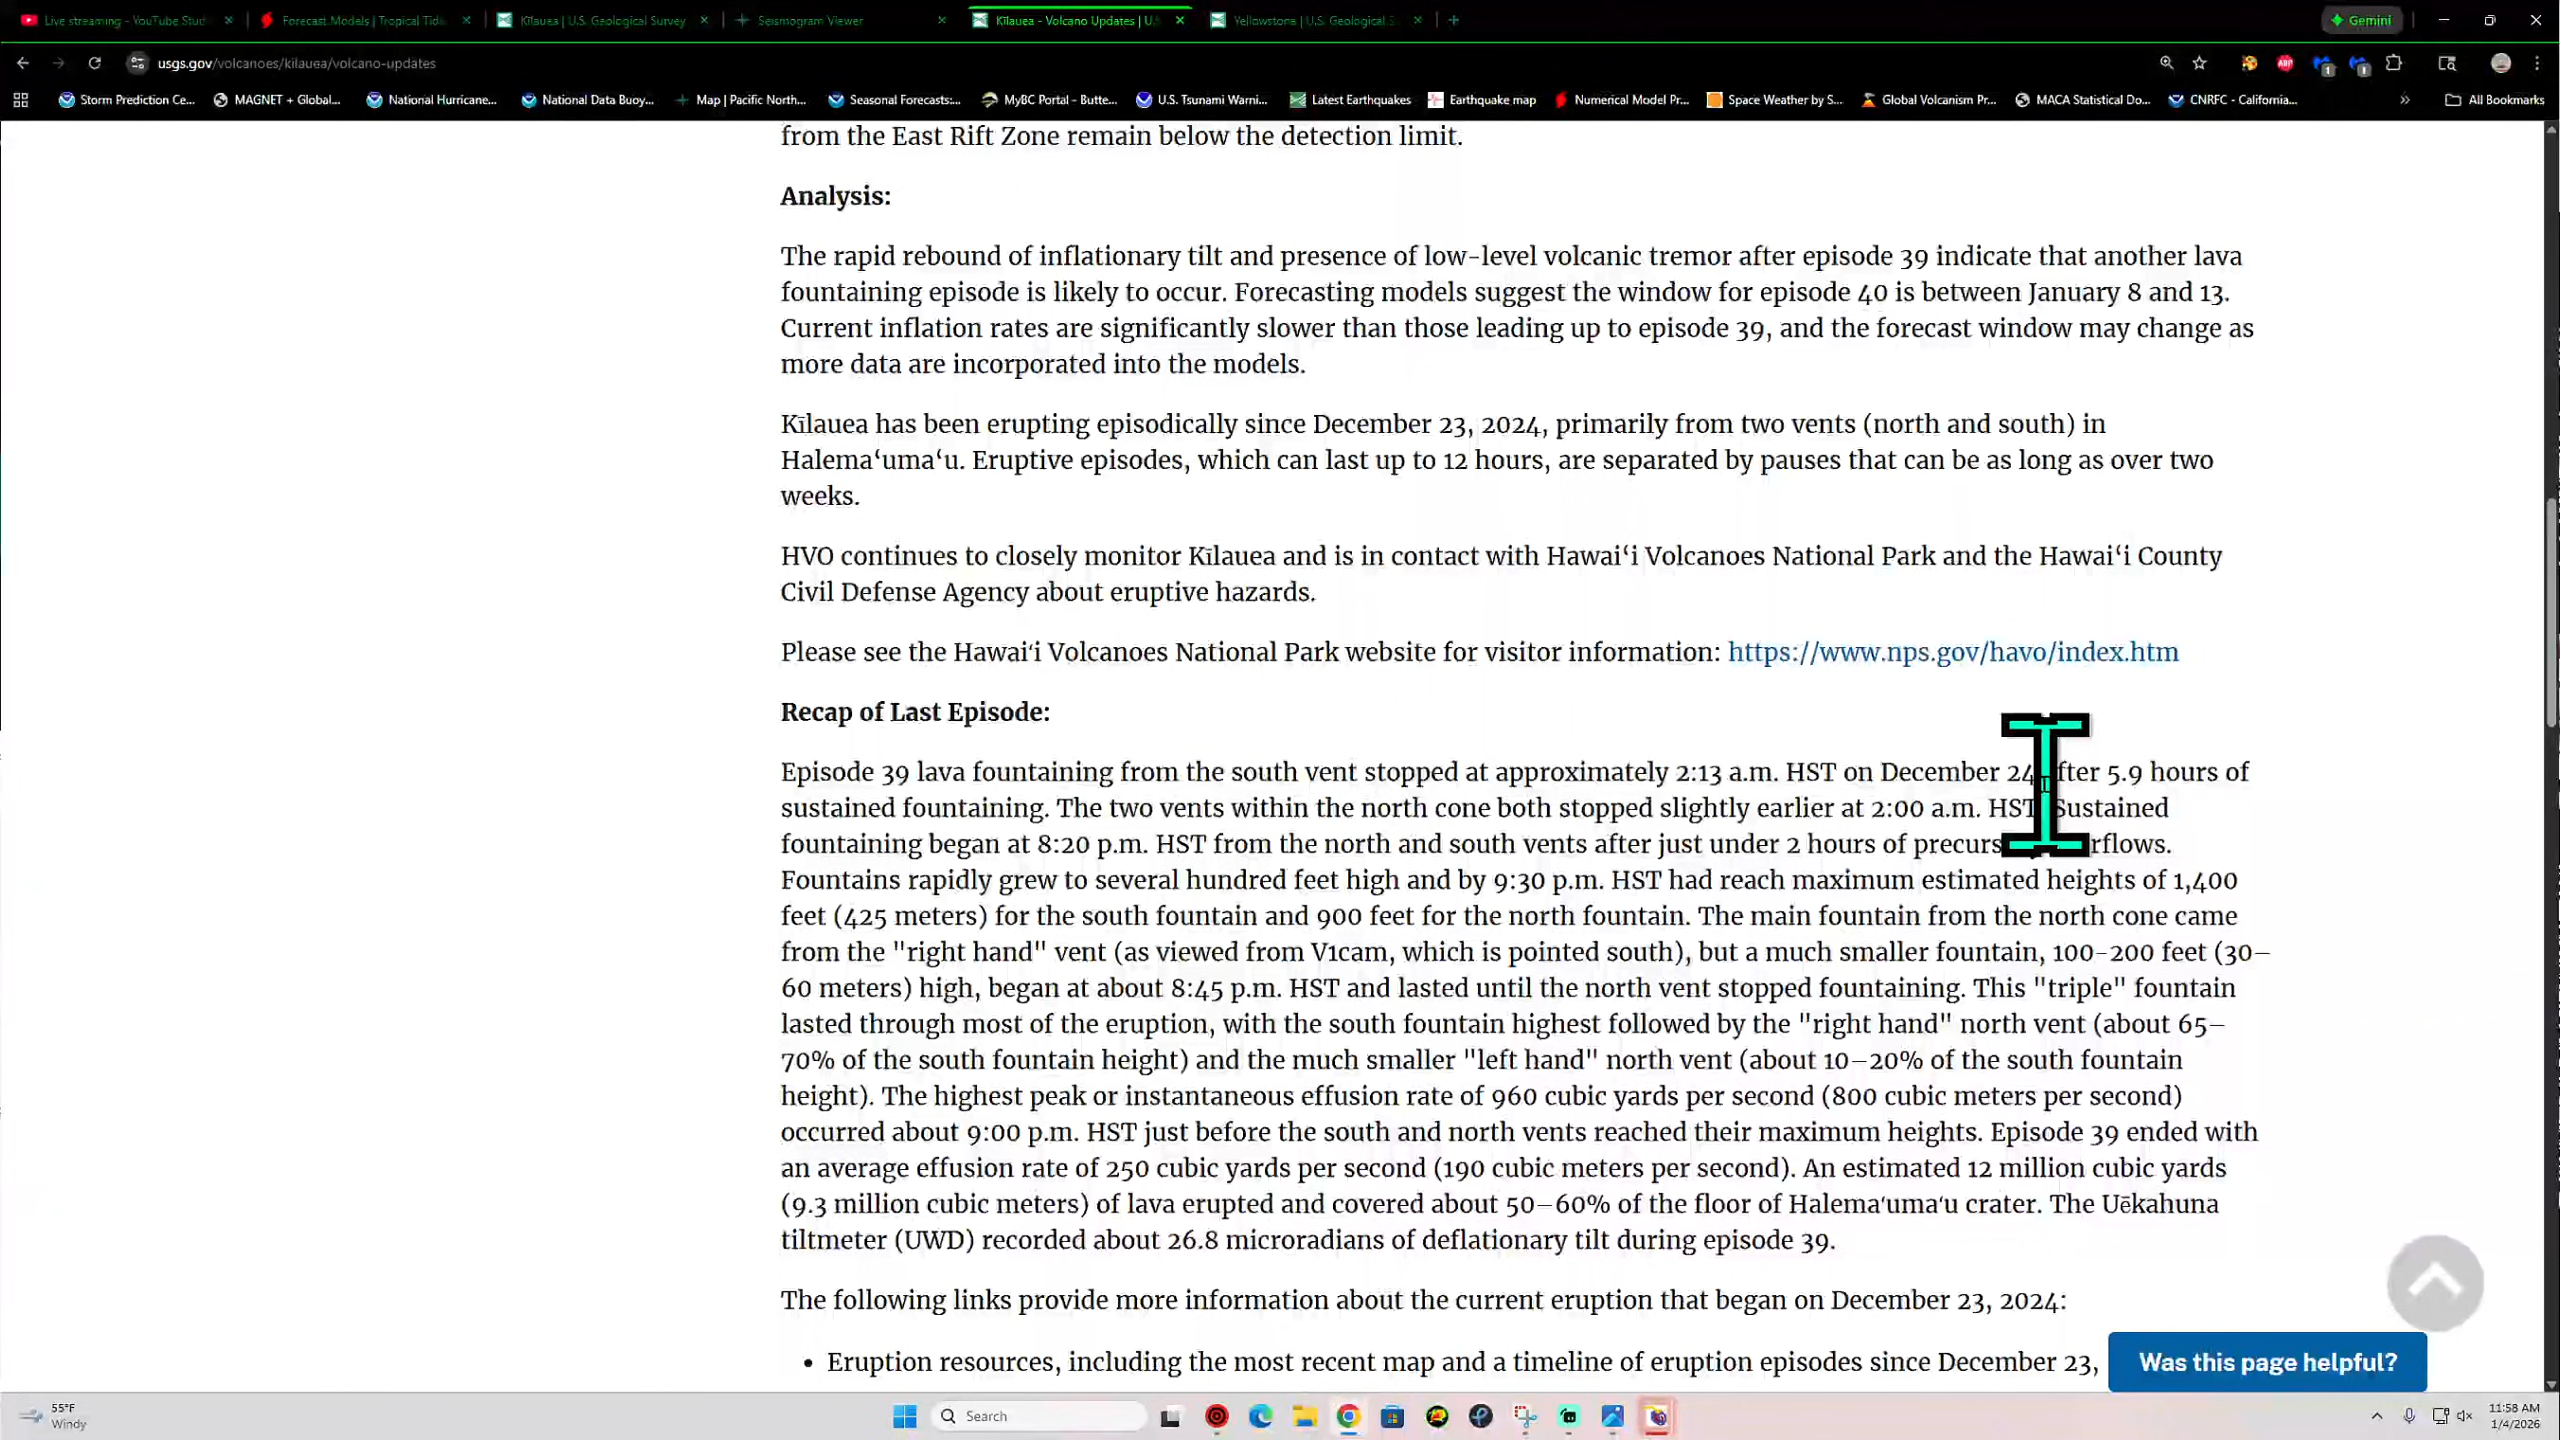 Live streaming - YouTube Stud
Forecast Models | Tropical Tida
Kīlauea | U.S. Geological Survey
Seismogram Viewer
Kīlauea - Volcano Updates | U.S
Yellowstone | U.S. Geological S
Gemini
usgs.gov/volcanoes/kilauea/volcano-updates
Storm Prediction Ce...
MAGNET + Global...
National Hurricane...
National Data Buoy...
Map | Pacific North...
Seasonal Forecasts:...
MyBC Portal - Butte...
U.S. Tsunami Warni...
Latest Earthquakes
Earthquake map
Numerical Model Pr...
Space Weather by S...
Global Volcanism Pr...
MACA Statistical Do...
CNRFC - California...
All Bookmarks
from the East Rift Zone remain below the detection limit.
Analysis:
The rapid rebound of inflationary tilt and presence of low-level volcanic tremor after episode 39 indicate that another lava
fountaining episode is likely to occur. Forecasting models suggest the window for episode 40 is between January 8 and 13.
Current inflation rates are significantly slower than those leading up to episode 39, and the forecast window may change as
more data are incorporated into the models.
Kīlauea has been erupting episodically since December 23, 2024, primarily from two vents (north and south) in
Halemaʻumaʻu. Eruptive episodes, which can last up to 12 hours, are separated by pauses that can be as long as over two
weeks.
HVO continues to closely monitor Kīlauea and is in contact with Hawaiʻi Volcanoes National Park and the Hawaiʻi County
Civil Defense Agency about eruptive hazards.
Please see the Hawaiʻi Volcanoes National Park website for visitor information: https://www.nps.gov/havo/index.htm
Recap of Last Episode:
Episode 39 lava fountaining from the south vent stopped at approximately 2:13 a.m. HST on December 24 fter 5.9 hours of
sustained fountaining. The two vents within the north cone both stopped slightly earlier at 2:00 a.m. HST Sustained
fountaining began at 8:20 p.m. HST from the north and south vents after just under 2 hours of precurs rflows.
Fountains rapidly grew to several hundred feet high and by 9:30 p.m. HST had reach maximum estimated heights of 1,400
feet (425 meters) for the south fountain and 900 feet for the north fountain. The main fountain from the north cone came
from the "right hand" vent (as viewed from V1cam, which is pointed south), but a much smaller fountain, 100-200 feet (30–
60 meters) high, began at about 8:45 p.m. HST and lasted until the north vent stopped fountaining. This "triple" fountain
lasted through most of the eruption, with the south fountain highest followed by the "right hand" north vent (about 65–
70% of the south fountain height) and the much smaller "left hand" north vent (about 10–20% of the south fountain
height). The highest peak or instantaneous effusion rate of 960 cubic yards per second (800 cubic meters per second)
occurred about 9:00 p.m. HST just before the south and north vents reached their maximum heights. Episode 39 ended with
an average effusion rate of 250 cubic yards per second (190 cubic meters per second). An estimated 12 million cubic yards
(9.3 million cubic meters) of lava erupted and covered about 50–60% of the floor of Halemaʻumaʻu crater. The Uēkahuna
tiltmeter (UWD) recorded about 26.8 microradians of deflationary tilt during episode 39.
The following links provide more information about the current eruption that began on December 23, 2024:
• Eruption resources, including the most recent map and a timeline of eruption episodes since December 23,
Was this page helpful?
55°F
Windy
Search
11:58 AM
1/4/2026